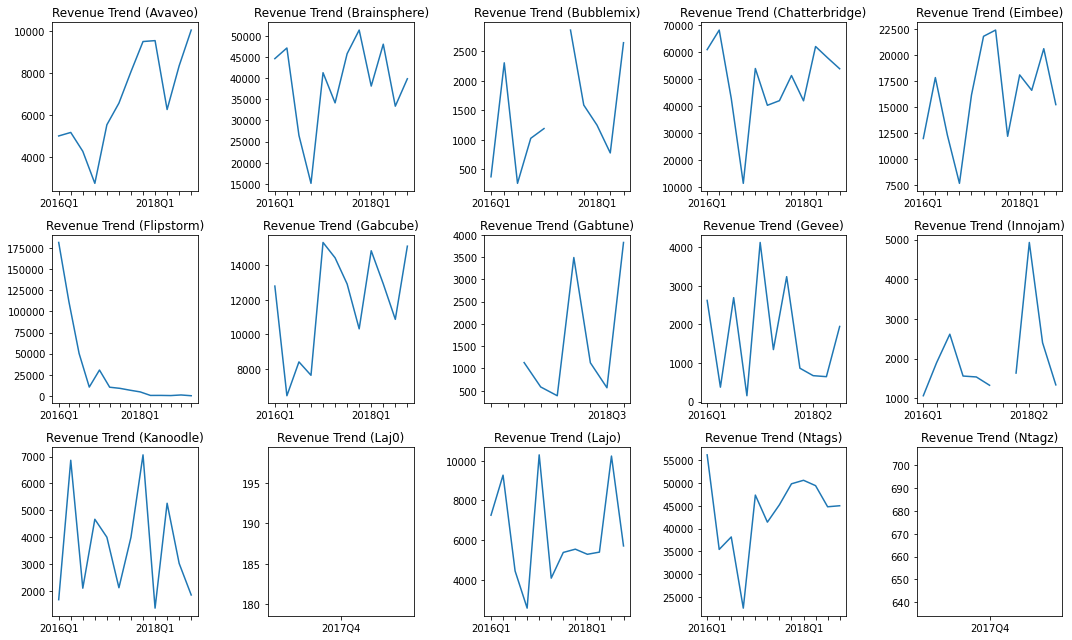 Revenue Trend (Avaveo)
10000
8000
6000
4000
2016Q1 2018Q1
Revenue Trend (Brainsphere)
50000
45000
40000
35000
30000
25000
20000
15000
2016Q1 2018Q1
Revenue Trend (Bubblemix)
2500
2000
1500
1000
500
2016Q1 2018Q1
Revenue Trend (Chatterbridge)
70000
60000
50000
40000
30000
20000
10000
2016Q1 2018Q1
Revenue Trend (Eimbee)
22500
20000
17500
15000
12500
10000
7500
2016Q1 2018Q1
Revenue Trend (Flipstorm)
175000
150000
125000
100000
75000
50000
25000
0
2016Q1 2018Q1
Revenue Trend (Gabcube)
14000
12000
10000
8000
2016Q1 2018Q1
Revenue Trend (Gabtune)
4000
3500
3000
2500
2000
1500
1000
500
2018Q3
Revenue Trend (Gevee)
4000
3000
2000
1000
0
2016Q1 2018Q2
Revenue Trend (Innojam)
5000
4000
3000
2000
1000
2016Q1 2018Q2
Revenue Trend (Kanoodle)
7000
6000
5000
4000
3000
2000
2016Q1 2018Q1
Revenue Trend (Laj0)
195
190
185
180
2017Q4
Revenue Trend (Lajo)
10000
8000
6000
4000
2016Q1 2018Q1
Revenue Trend (Ntags)
55000
50000
45000
40000
35000
30000
25000
2016Q1 2018Q1
Revenue Trend (Ntagz)
700
690
680
670
660
650
640
2017Q4